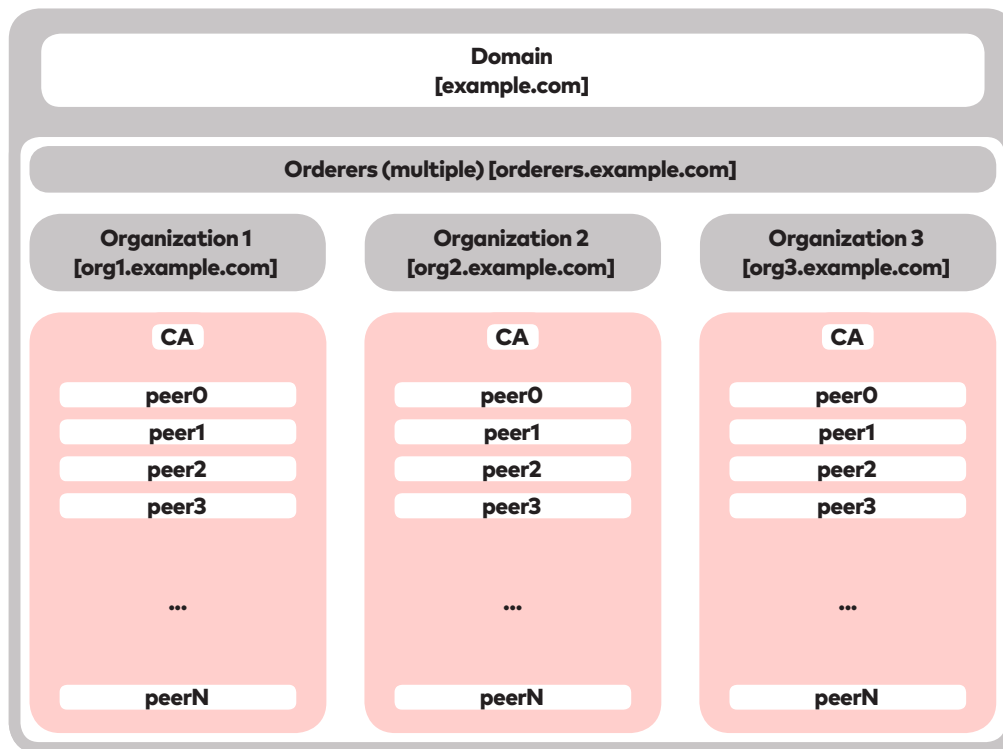 Domain
[example.com]
Orderers (multiple) [orderers.example.com]
Organization 1
[org1.example.com]
Organization 2
[org2.example.com]
Organization 3
[org3.example.com]
CA
peer0
peer1
peer2
peer3
...
peerN
CA
peer0
peer1
peer2
peer3
...
peerN
CA
peer0
peer1
peer2
peer3
...
peerN